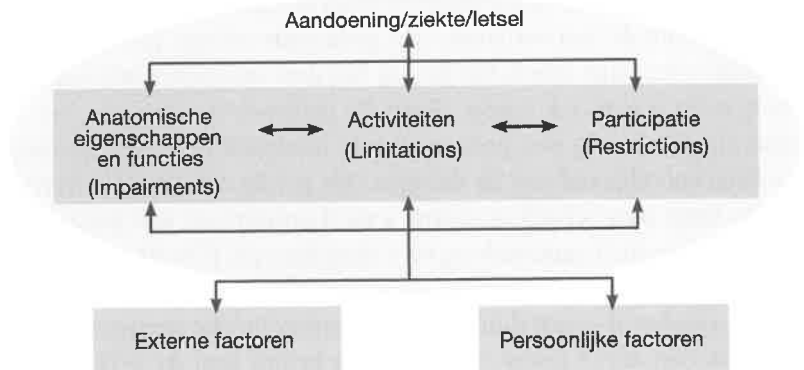 Aandoening/ziekte/letsel
Anatomische
eigenschappen
en functies
(Impairments)
Activiteiten
(Limitations)
Participatie
(Restrictions)
Externe factoren
Persoonlijke factoren